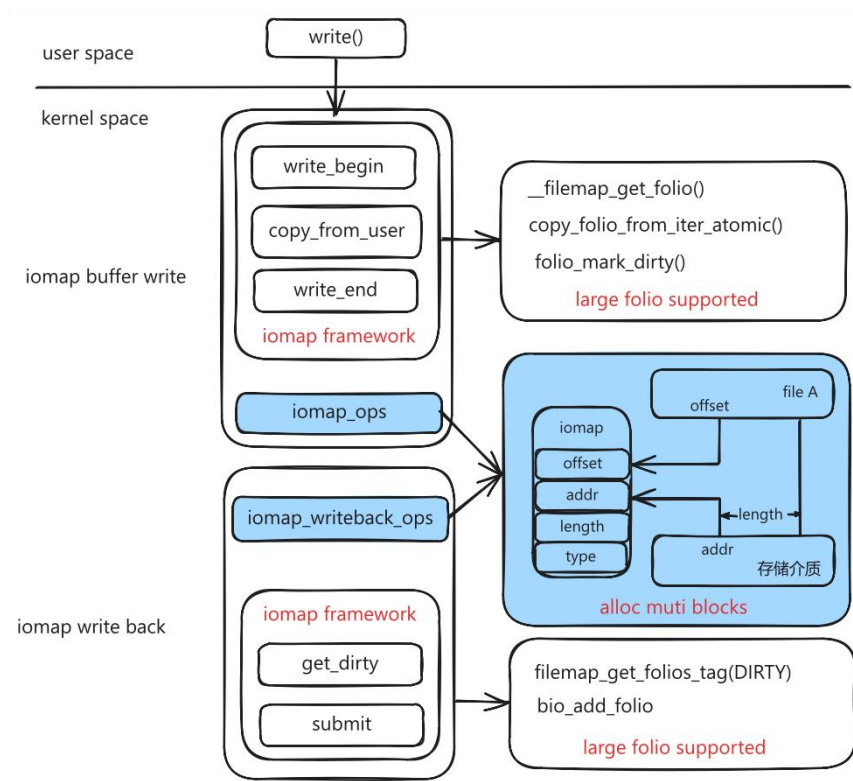 write()
user space
kernel space
write_begin
copy_from_user
write_end
iomap framework
iomap buffer write
__filemap_get_folio()
copy_folio_from_iter_atomic()
folio_mark_dirty()
large folio supported
iomap_ops
file A
offset
iomap
offset
addr
length
type
length
addr
存储介质
alloc muti blocks
iomap_writeback_ops
iomap framework
iomap write back
get_dirty
submit
filemap_get_folios_tag(DIRTY)
bio_add_folio
large folio supported